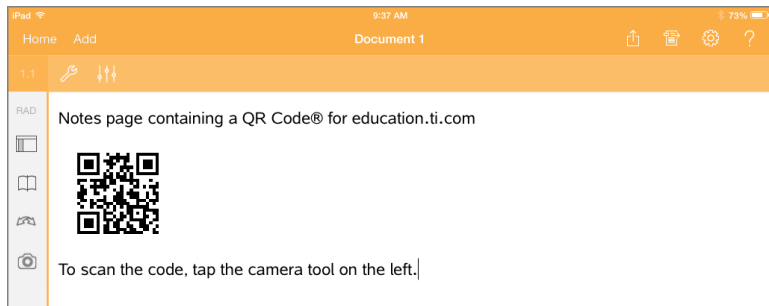 iPad 9:37 AM 73%
Home Add Document 1 ?
1.1
RAD
Notes page containing a QR Code® for education.ti.com
To scan the code, tap the camera tool on the left.